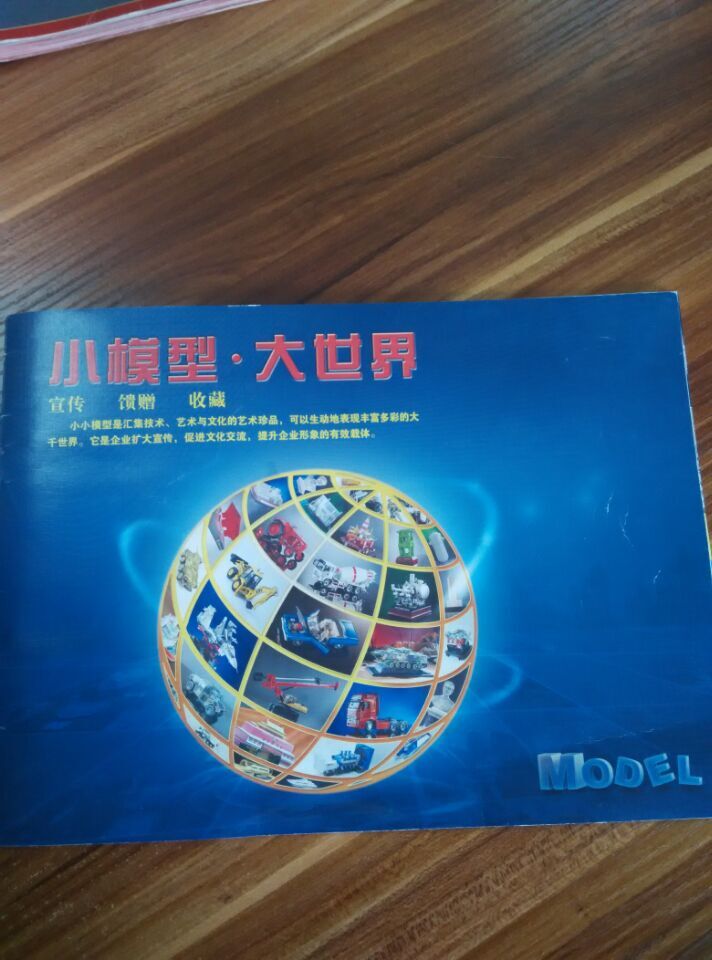 小模型·大世界
宣传 馈赠 收藏
小小模型是汇集技术、艺术与文化的艺术珍品，可以生动地表现丰富多彩的大
千世界。它是企业扩大宣传，促进文化交流，提升企业形象的有效载体。
MODEL